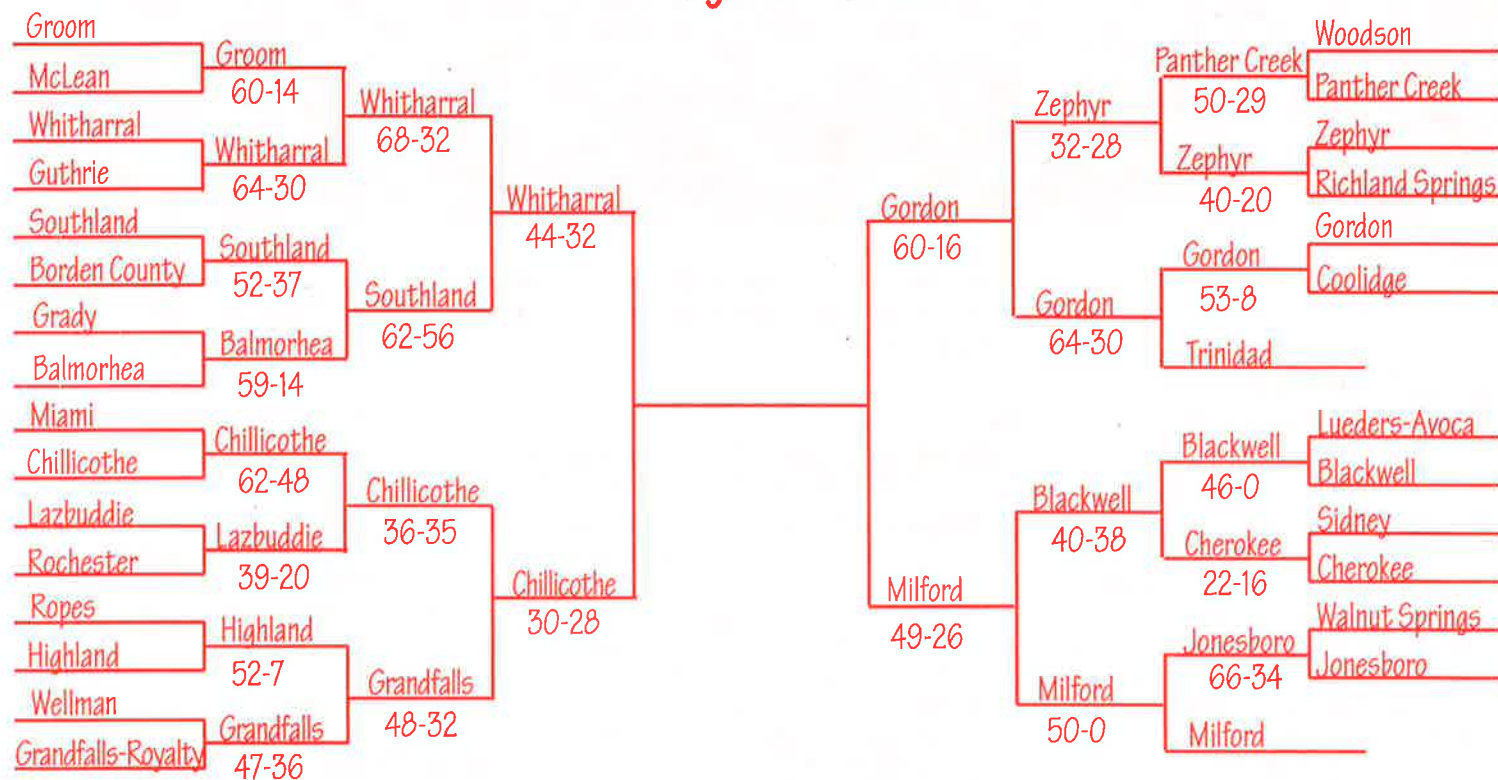 Groom
McLean
Whitharral
Guthrie
Southland
Borden County
Grady
Balmorhea
Miami
Chillicothe
Lazbuddie
Rochester
Ropes
Highland
Wellman
Grandfalls-Royalty
Groom
60-14
Whitharral
64-30
Southland
52-37
Balmorhea
59-14
Chillicothe
62-48
Lazbuddie
39-20
Highland
52-7
Grandfalls
47-36
Whitharral
68-32
Southland
62-56
Chillicothe
36-35
Grandfalls
48-32
Whitharral
44-32
Chillicothe
30-28
Gordon
60-16
Milford
49-26
Zephyr
32-28
Gordon
64-30
Blackwell
40-38
Milford
50-0
Panther Creek
50-29
Zephyr
40-20
Gordon
53-8
Trinidad
Blackwell
46-0
Cherokee
22-16
Jonesboro
66-34
Milford
Woodson
Panther Creek
Zephyr
Richland Springs
Gordon
Coolidge
Lueders-Avoca
Blackwell
Sidney
Cherokee
Walnut Springs
Jonesboro